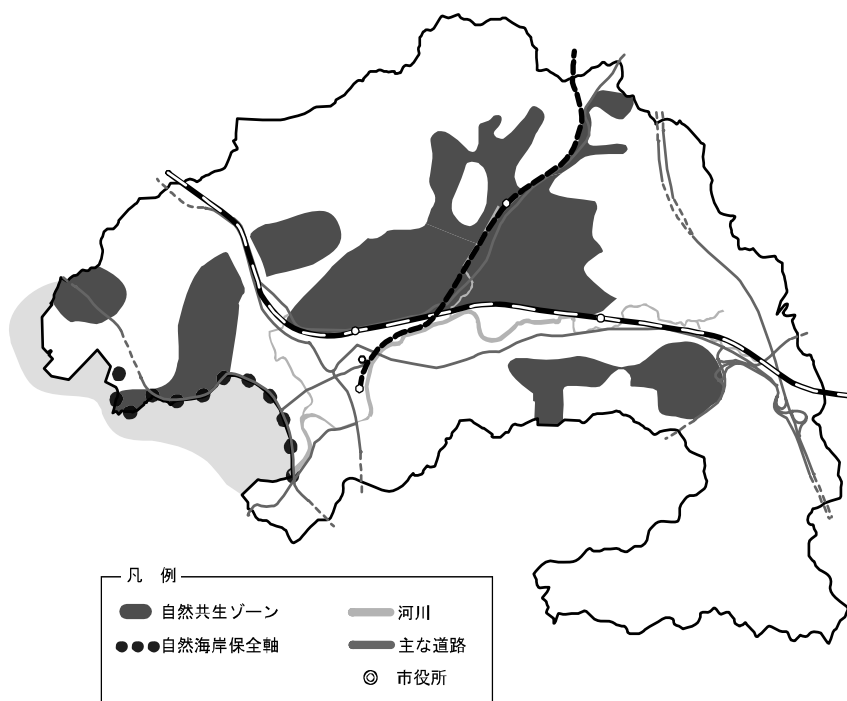 凡 例
自然共生ゾーン
河川
自然海岸保全軸
主な道路
市役所